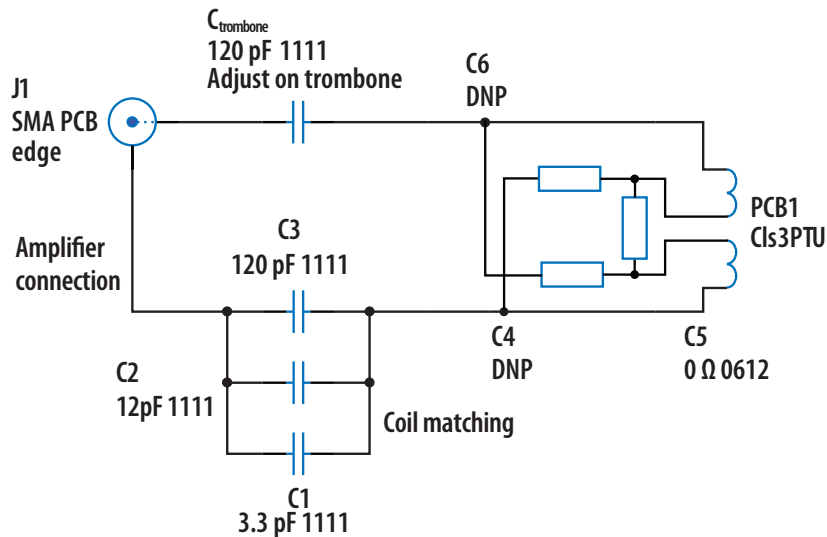 C_trombone
120 pF 1111
Adjust on trombone
C6
DNP
J1
SMA PCB
edge
PCB1
Cls3PTU
C3
120 pF 1111
Amplifier
connection
C4
DNP
C5
0 Ω 0612
C2
12pF 1111
Coil matching
C1
3.3 pF 1111